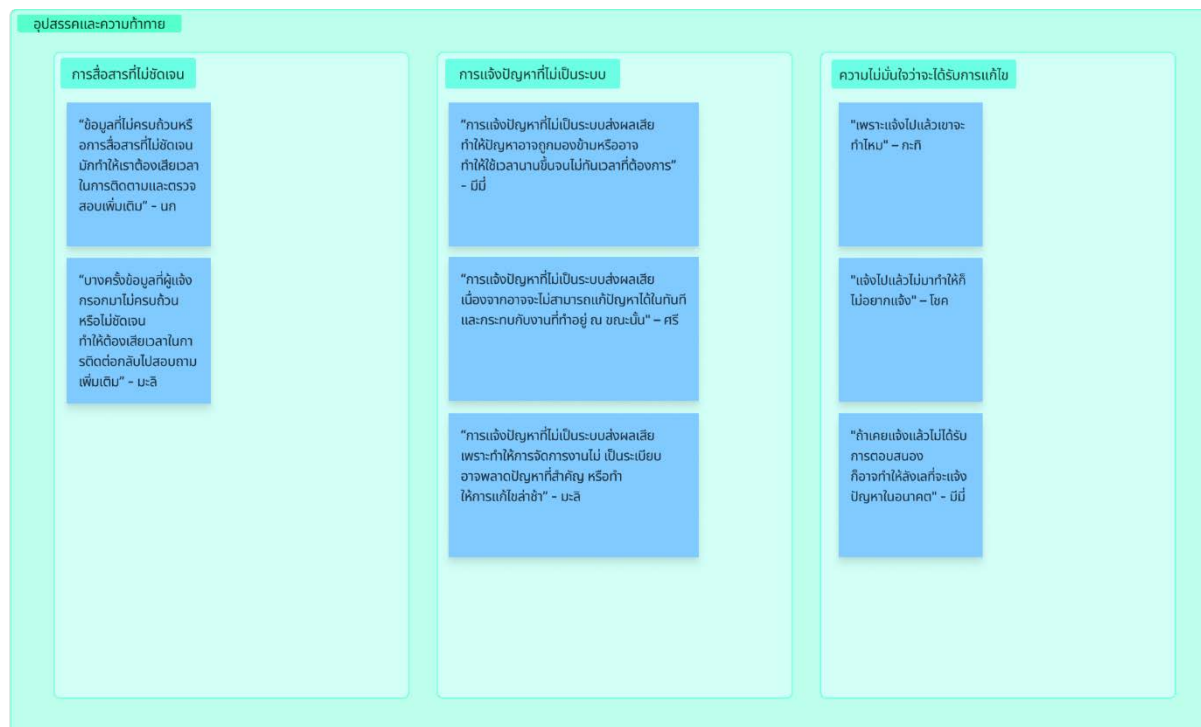 อุปสรรคและความท้าทาย
การสื่อสารที่ไม่ชัดเจน
“ข้อมูลที่ไม่ครบถ้วนหรื
อการสื่อสารที่ไม่ชัดเจน
มักทำให้เราต้องเสียเวลา
ในการติดตามและตรวจ
สอบเพิ่มเติม” - นก
“บางครั้งข้อมูลที่ผู้แจ้ง
กรอกมาไม่ครบถ้วน
หรือไม่ชัดเจน
ทำให้ต้องเสียเวลาในกา
รติดต่อกลับไปสอบถาม
เพิ่มเติม” - มะลิ
การแจ้งปัญหาที่ไม่เป็นระบบ
“การแจ้งปัญหาที่ไม่เป็นระบบส่งผลเสีย
ทำให้ปัญหาอาจถูกมองข้ามหรืออาจ
ทำให้ใช้เวลานานขึ้นจนไม่ทันเวลาที่ต้องการ”
- มีมี่
“การแจ้งปัญหาที่ไม่เป็นระบบส่งผลเสีย
เนื่องจากอาจจะไม่สามารถแก้ปัญหาได้ในทันที
และกระทบกับงานที่ทำอยู่ ณ ขณะนั้น" – ศรี
“การแจ้งปัญหาที่ไม่เป็นระบบส่งผลเสีย
เพราะทำให้การจัดการงานไม่ เป็นระเบียบ
อาจพลาดปัญหาที่สำคัญ หรือทำ
ให้การแก้ไขล่าช้า” - มะลิ
ความไม่มั่นใจว่าจะได้รับการแก้ไข
"เพราะแจ้งไปแล้วเขาจะ
ทำไหม" – กะทิ
"แจ้งไปแล้วไม่มาทำให้ก็
ไม่อยากแจ้ง" – โชค
"ถ้าเคยแจ้งแล้วไม่ได้รับ
การตอบสนอง
ก็อาจทำให้ลังเลที่จะแจ้ง
ปัญหาในอนาคต" - มีมี่